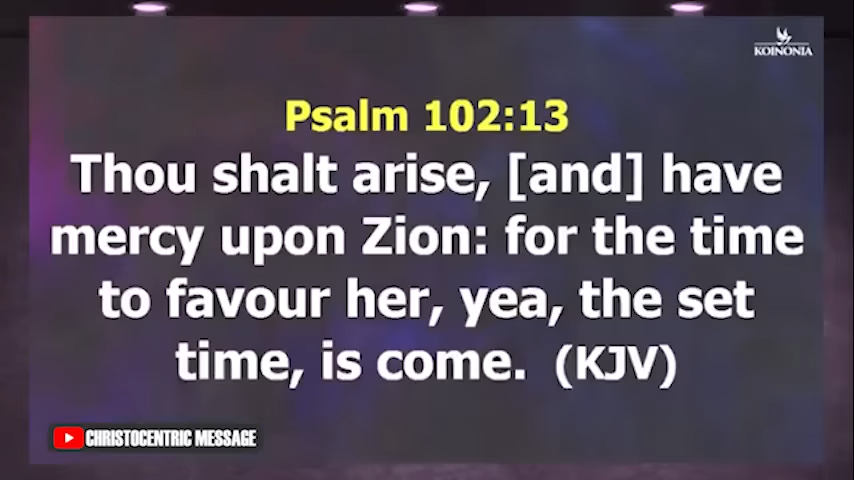 KOINONIA
Psalm 102:13
Thou shalt arise, [and] have
mercy upon Zion: for the time
to favour her, yea, the set
time, is come. (KJV)
CHRISTOCENTRIC MESSAGE